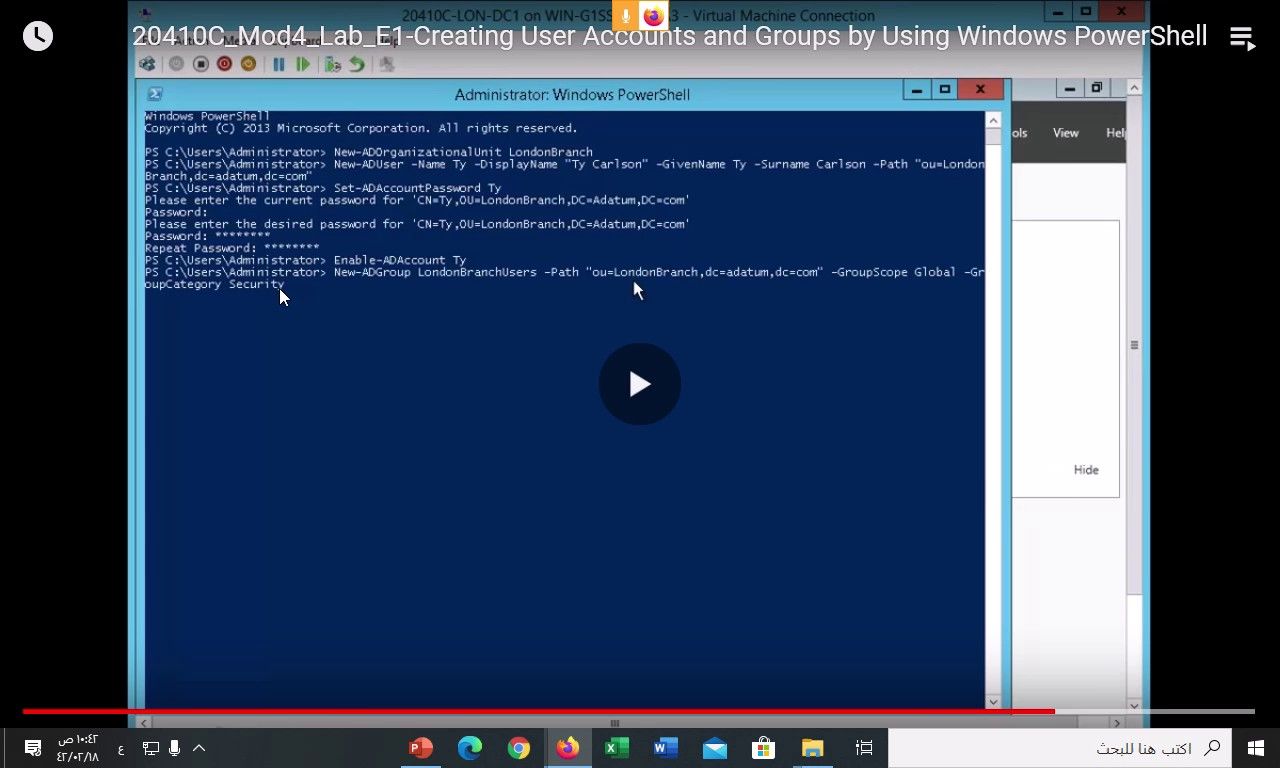 20410C-LON-DC1 on WIN-G1SS 3 - Virtual Machine Connection
20410C_Mod4_Lab_E1-Creating User Accounts and Groups by Using Windows PowerShell
Administrator: Windows PowerShell
ols View Hel
Windows PowerShell
Copyright (C) 2013 Microsoft Corporation. All rights reserved.
PS C:\Users\Administrator> New-ADOrganizationalUnit LondonBranch
PS C:\Users\Administrator> New-ADUser -Name Ty -DisplayName "Ty Carlson" -GivenName Ty -Surname Carlson -Path "ou=London
Branch,dc=adatum,dc=com"
PS C:\Users\Administrator> Set-ADAccountPassword Ty
Please enter the current password for 'CN=Ty,OU=LondonBranch,DC=Adatum,DC=com'
Password:
Please enter the desired password for 'CN=Ty,OU=LondonBranch,DC=Adatum,DC=com'
Password: ********
Repeat Password: ********
PS C:\Users\Administrator> Enable-ADAccount Ty
PS C:\Users\Administrator> New-ADGroup LondonBranchUsers -Path "ou=LondonBranch,dc=adatum,dc=com" -GroupScope Global -Gr
oupCategory Security
Hide
١٠:٤٢ ص
٤٢/٠٢/١٨
ع
اكتب هنا للبحث